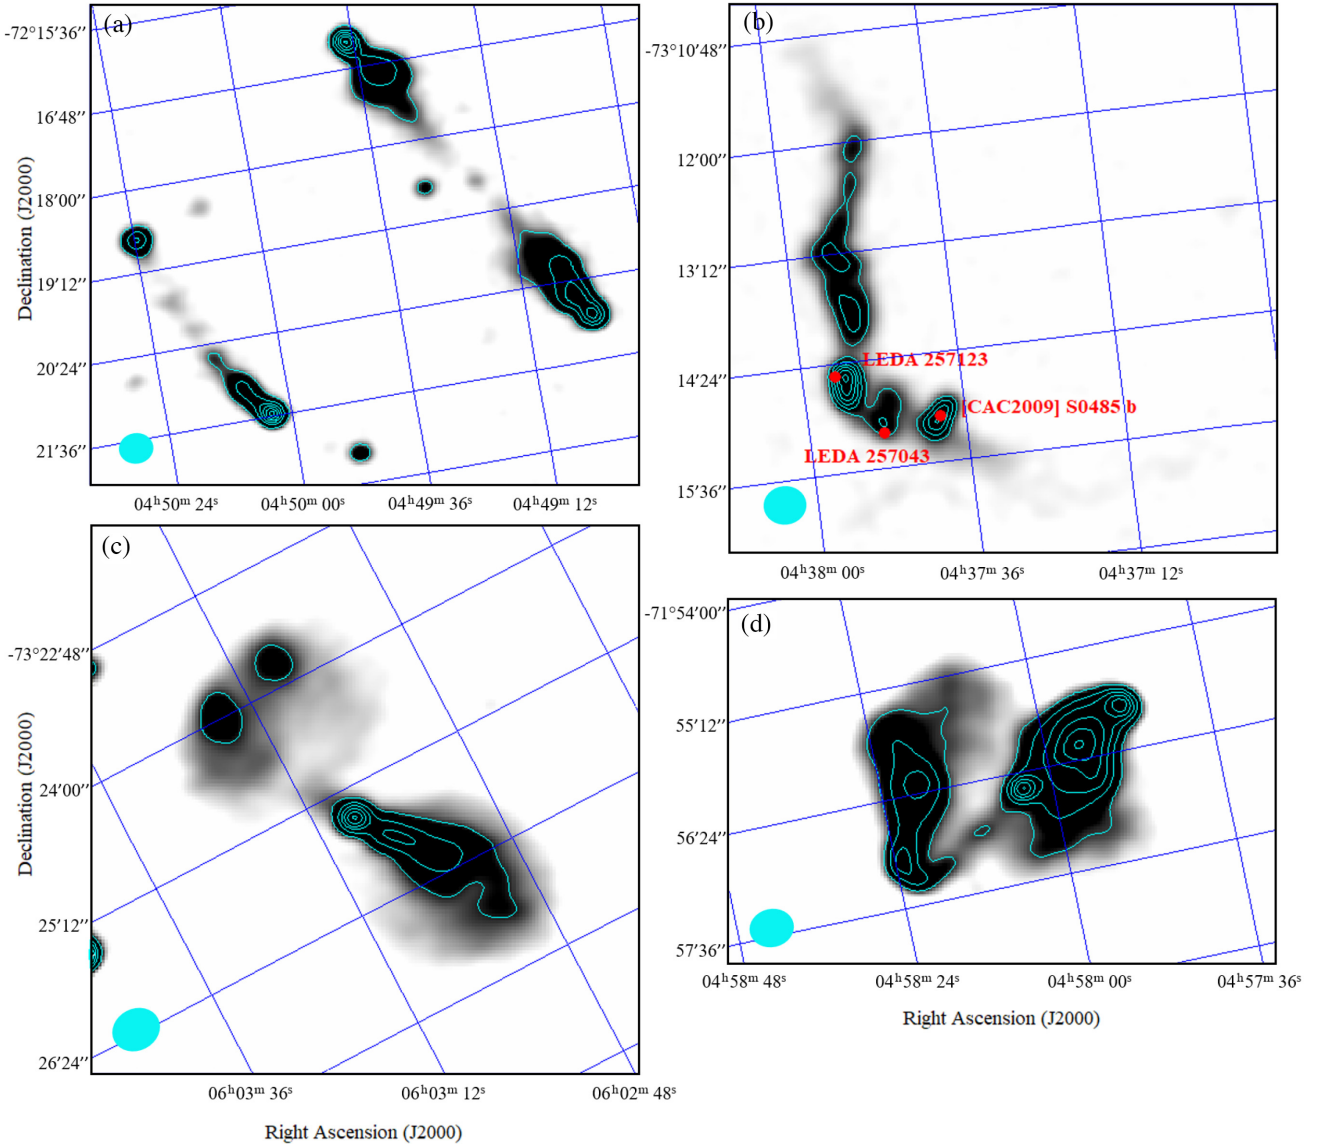 (a)
-72°15′36″
16′48″
18′00″
19′12″
20′24″
21′36″
Declination (J2000)
04ʰ50ᵐ 24ˢ 04ʰ50ᵐ 00ˢ 04ʰ49ᵐ 36ˢ 04ʰ49ᵐ 12ˢ
(b)
-73°10′48″
12′00″
13′12″
14′24″
15′36″
LEDA 257123
[CAC2009] S0485 b
LEDA 257043
04ʰ38ᵐ 00ˢ 04ʰ37ᵐ 36ˢ 04ʰ37ᵐ 12ˢ
(c)
-73°22′48″
24′00″
25′12″
26′24″
Declination (J2000)
06ʰ03ᵐ 36ˢ 06ʰ03ᵐ 12ˢ 06ʰ02ᵐ 48ˢ
Right Ascension (J2000)
(d)
-71°54′00″
55′12″
56′24″
57′36″
04ʰ58ᵐ 48ˢ 04ʰ58ᵐ 24ˢ 04ʰ58ᵐ 00ˢ 04ʰ57ᵐ 36ˢ
Right Ascension (J2000)